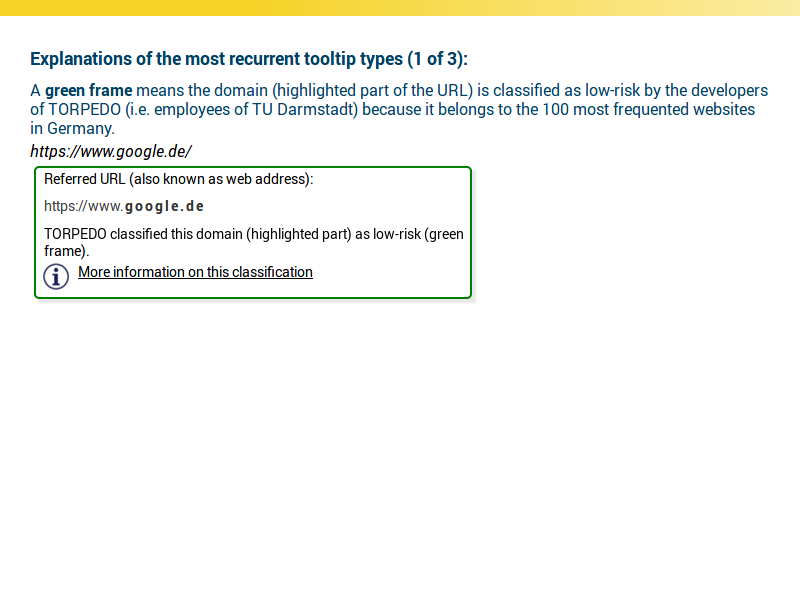 Explanations of the most recurrent tooltip types (1 of 3):
A green frame means the domain (highlighted part of the URL) is classified as low-risk by the developers
of TORPEDO (i.e. employees of TU Darmstadt) because it belongs to the 100 most frequented websites
in Germany.
https://www.google.de/
Referred URL (also known as web address):
https://www.google.de
TORPEDO classified this domain (highlighted part) as low-risk (green
frame).
More information on this classification